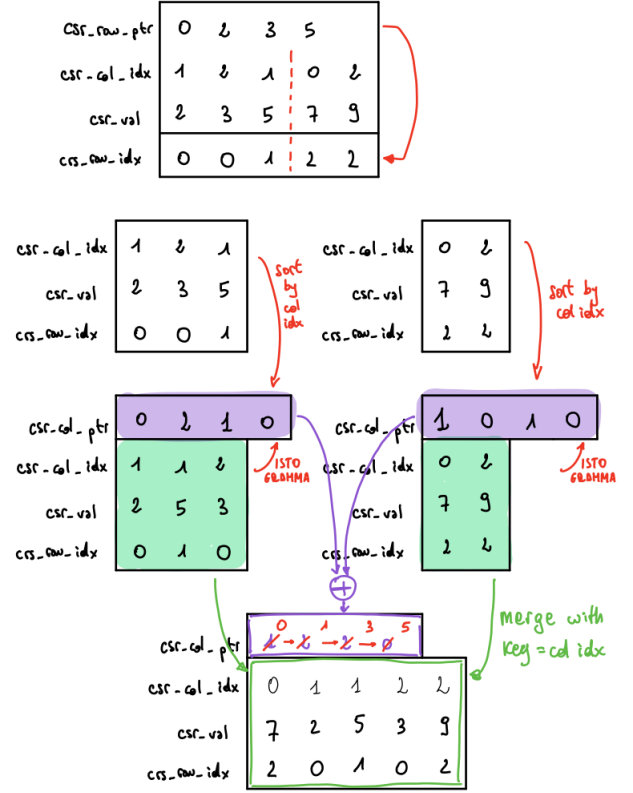 csr_row_ptr 0 2 3 5
csr_col_idx 1 2 1 0 2
csr_val 2 3 5 7 9
crs_row_idx 0 0 1 2 2
csr_col_idx 1 2 1
csr_val 2 3 5
crs_row_idx 0 0 1
sort
by
col
idx
csr_col_idx 0 2
csr_val 7 9
crs_row_idx 2 2
sort by
col idx
csr_col_ptr 0 2 1 0
csr_col_idx 1 1 2
csr_val 2 5 3
crs_row_idx 0 1 0
ISTO
GRAMMA
csr_col_ptr 1 0 1 0
csr_col_idx 0 2
csr_val 7 9
crs_row_idx 2 2
ISTO
GRAMMA
+
merge with
key = col idx
0 1 3 5
csr_col_ptr 1 → 2 → 2 → 0
csr_col_idx 0 1 1 2 2
csr_val 7 2 5 3 9
crs_row_idx 2 0 1 0 2